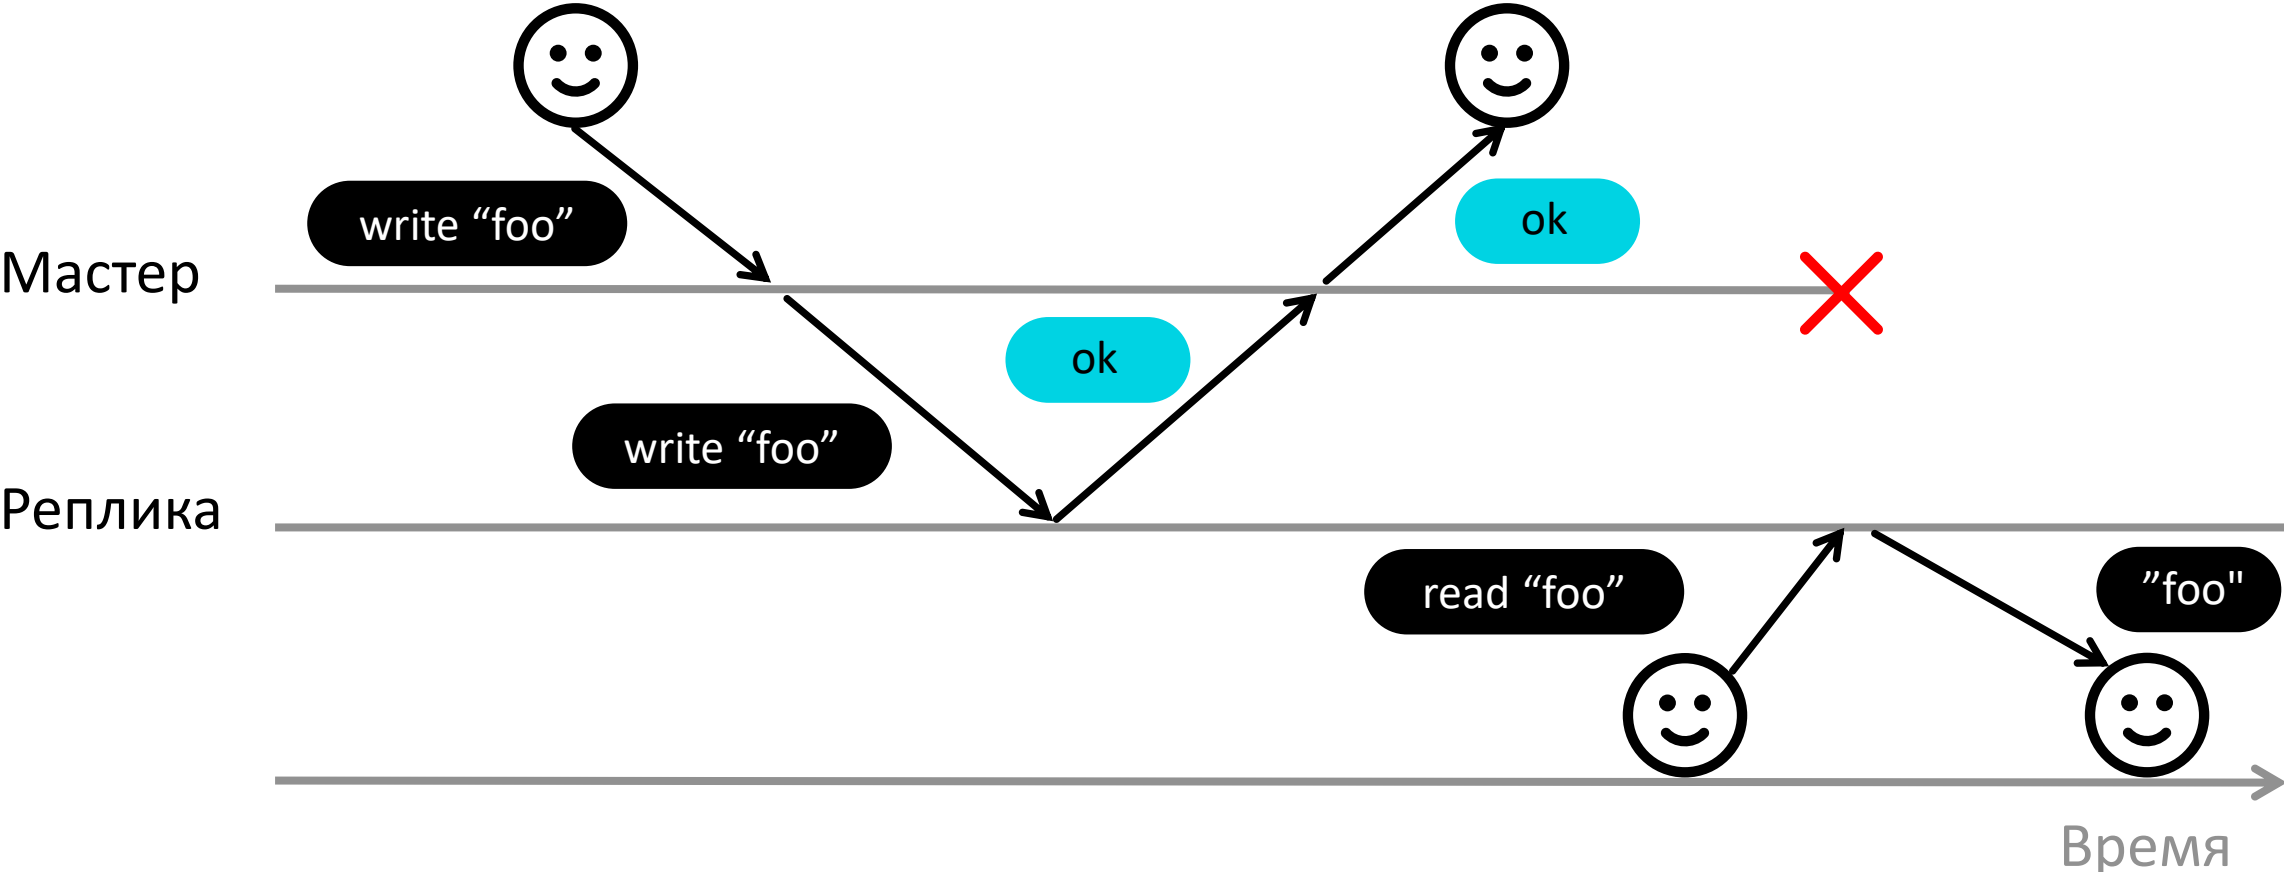 write “foo”
ok
Мастер
ok
write “foo”
Реплика
read “foo”
”foo"
Время